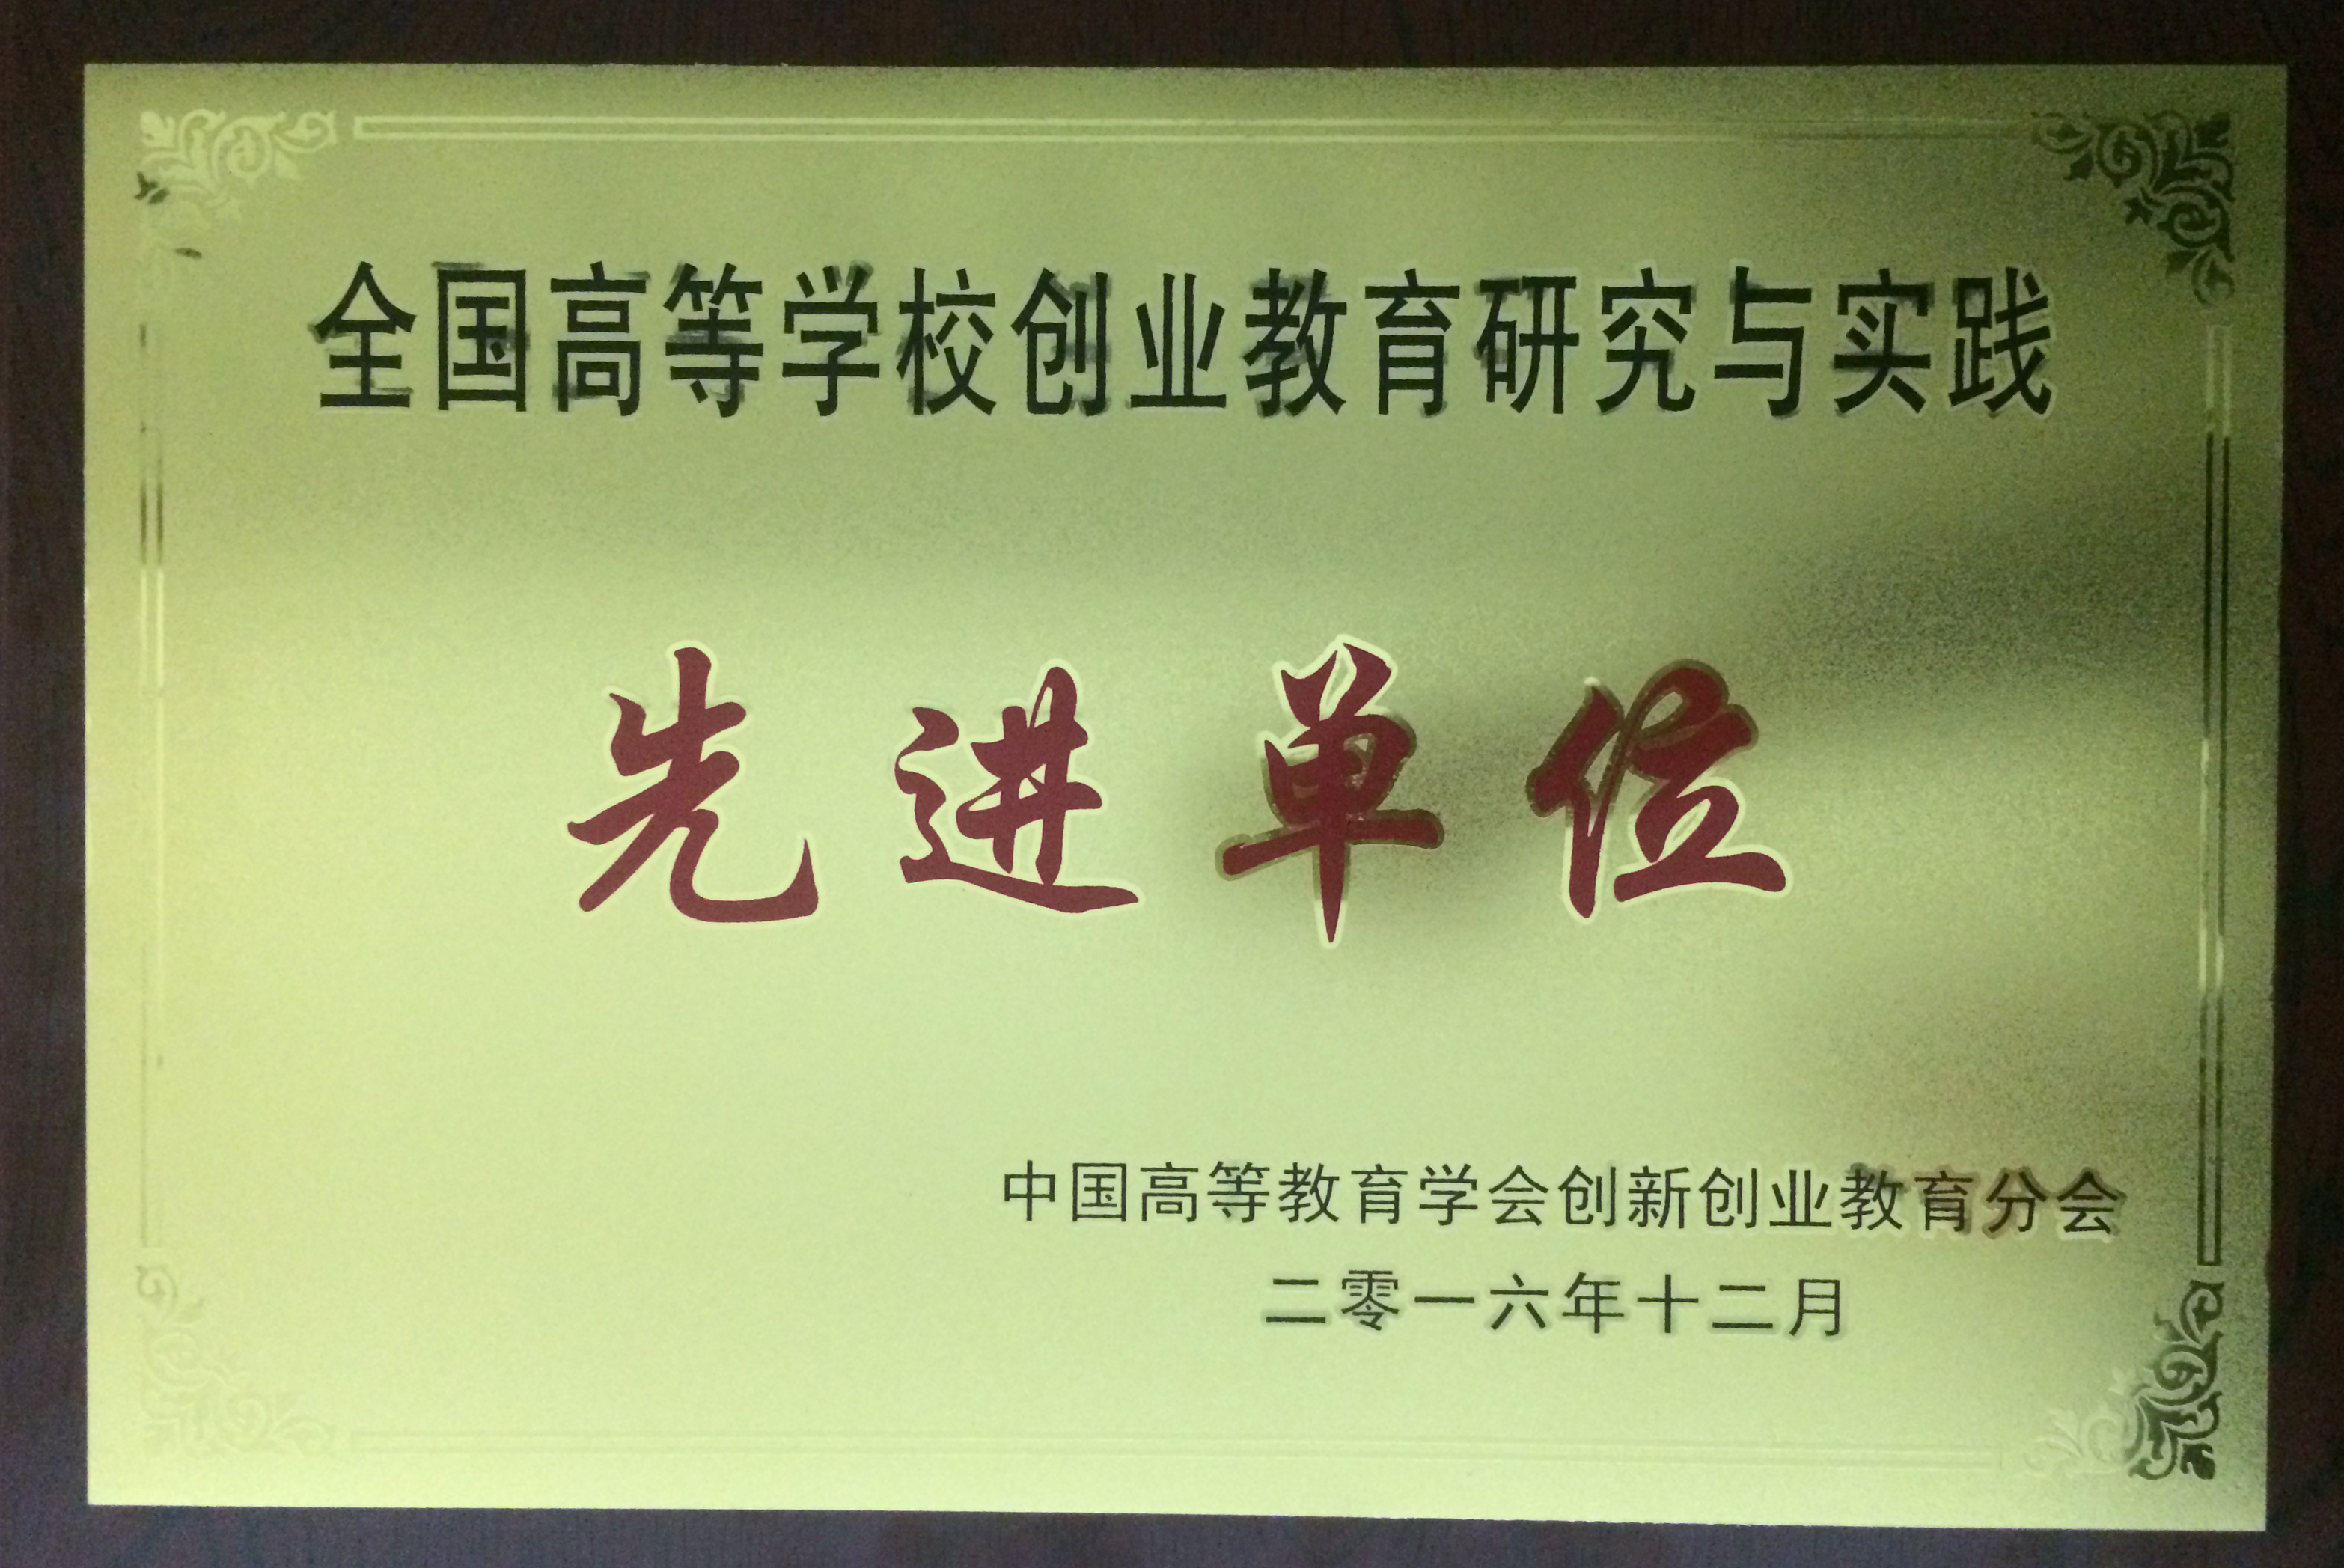 全国高等学校创业教育研究与实践
先进单位
中国高等教育学会创新创业教育分会
二零一六年十二月